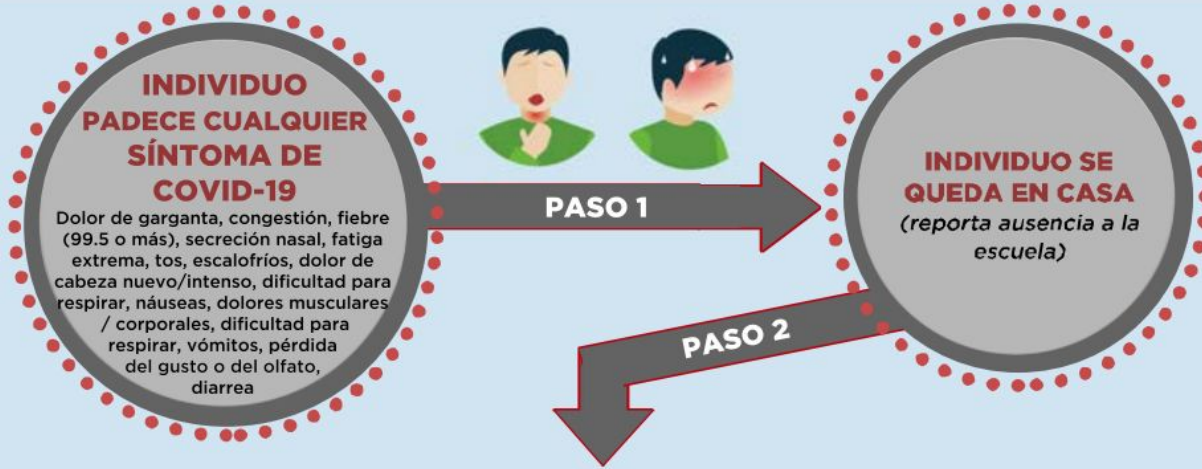 INDIVIDUO
PADECE CUALQUIER
SÍNTOMA DE
COVID-19
Dolor de garganta, congestión, fiebre
(99.5 o más), secreción nasal, fatiga
extrema, tos, escalofríos, dolor de
cabeza nuevo/intenso, dificultad para
respirar, náuseas, dolores musculares
/ corporales, dificultad para
respirar, vómitos, pérdida
del gusto o del olfato,
diarrea
PASO 1
INDIVIDUO SE
QUEDA EN CASA
(reporta ausencia a la
escuela)
PASO 2